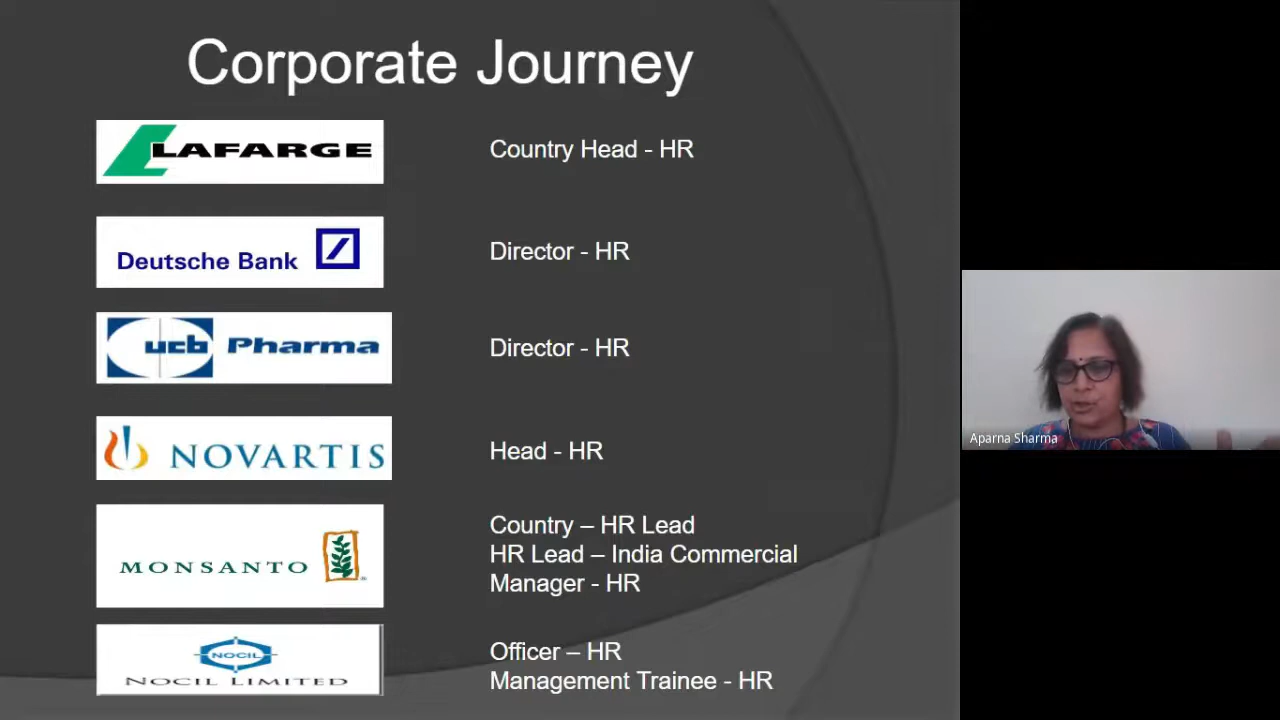 Corporate Journey
LAFARGE
Country Head - HR
Deutsche Bank
Director - HR
ucb Pharma
Director - HR
NOVARTIS
Head - HR
MONSANTO
Country – HR Lead
HR Lead – India Commercial
Manager - HR
NOCIL
NOCIL LIMITED
Officer – HR
Management Trainee - HR
Aparna Sharma